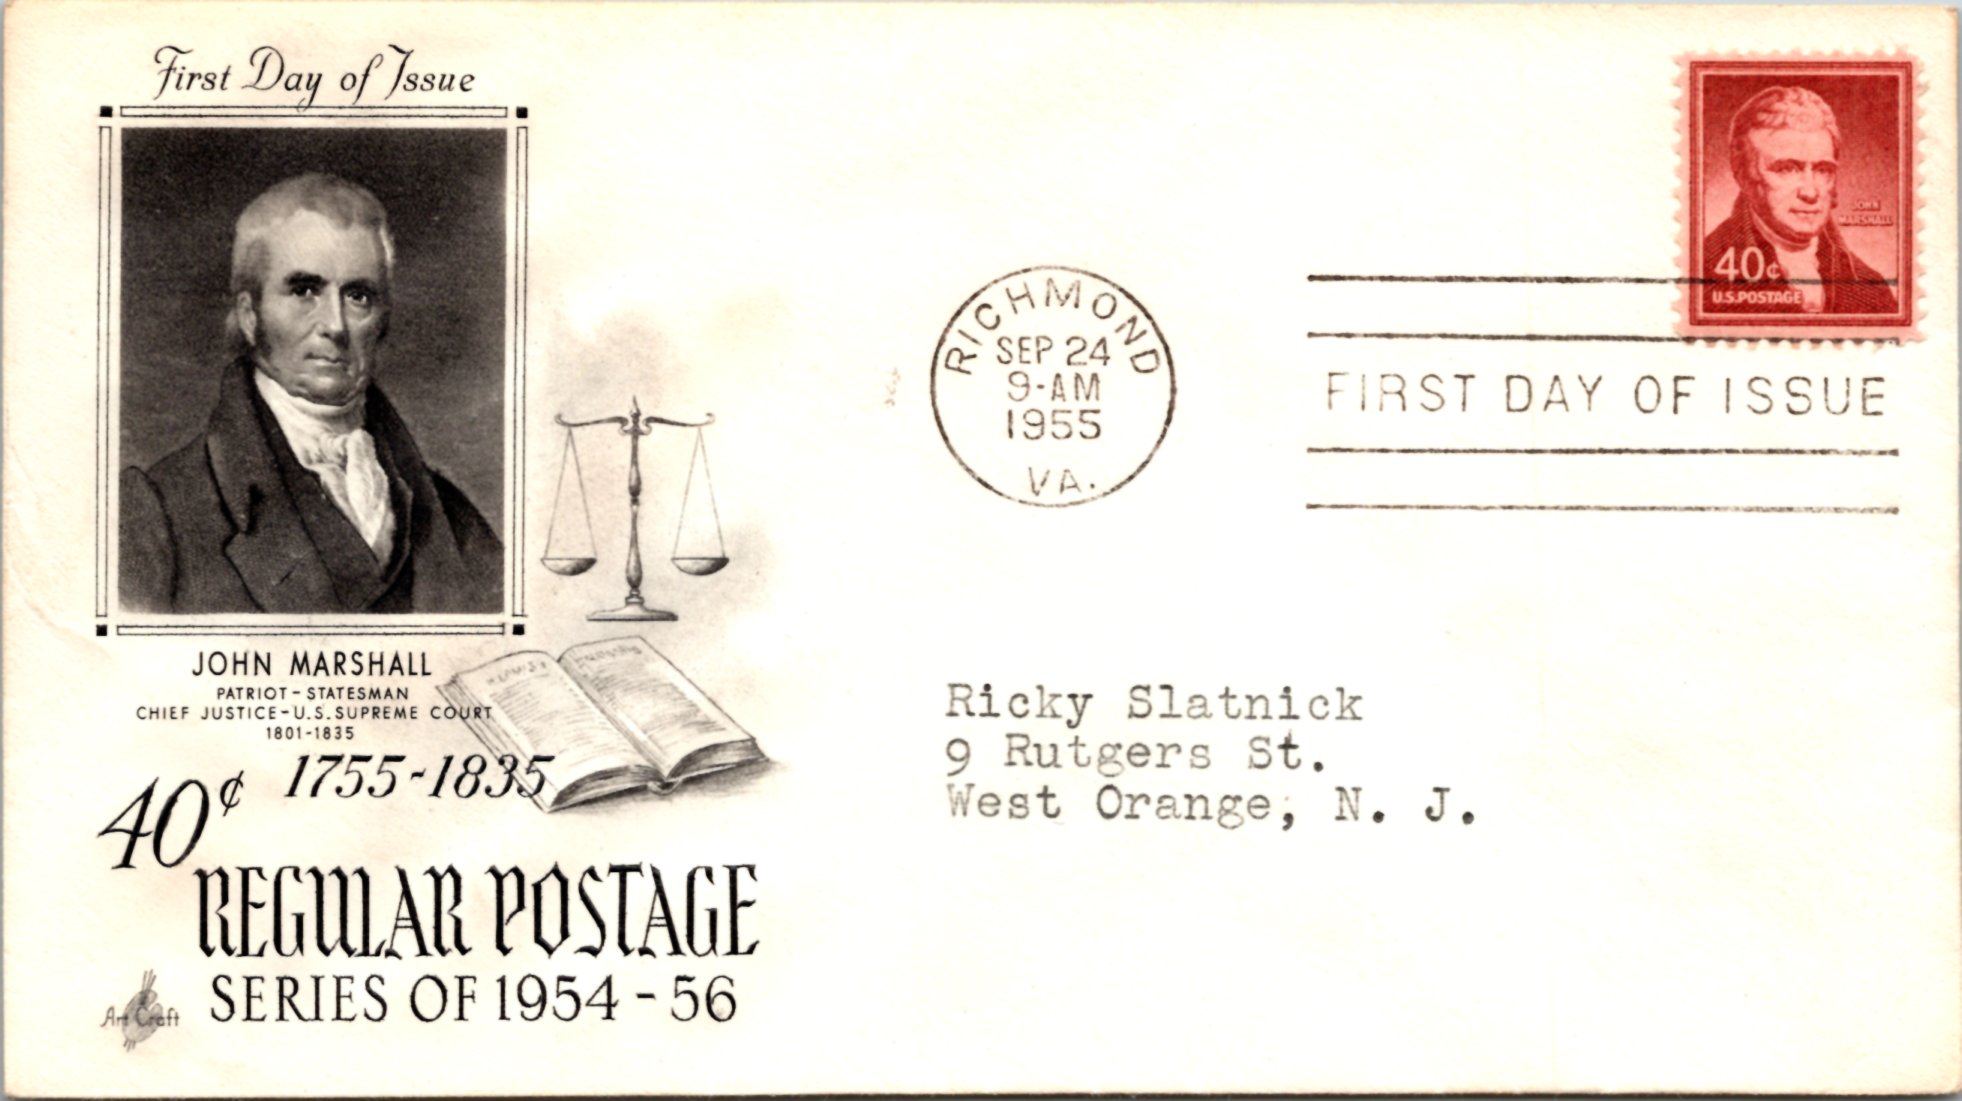 First Day of Issue
JOHN MARSHALL
PATRIOT - STATESMAN
CHIEF JUSTICE - U.S. SUPREME COURT
1801-1835
1755-1835
40¢
REGULAR POSTAGE
SERIES OF 1954 - 56
Art Craft
RICHMOND
SEP 24
9-AM
1955
VA.
JOHN
MARSHALL
40¢
U.S. POSTAGE
FIRST DAY OF ISSUE
Ricky Slatnick
9 Rutgers St.
West Orange, N. J.